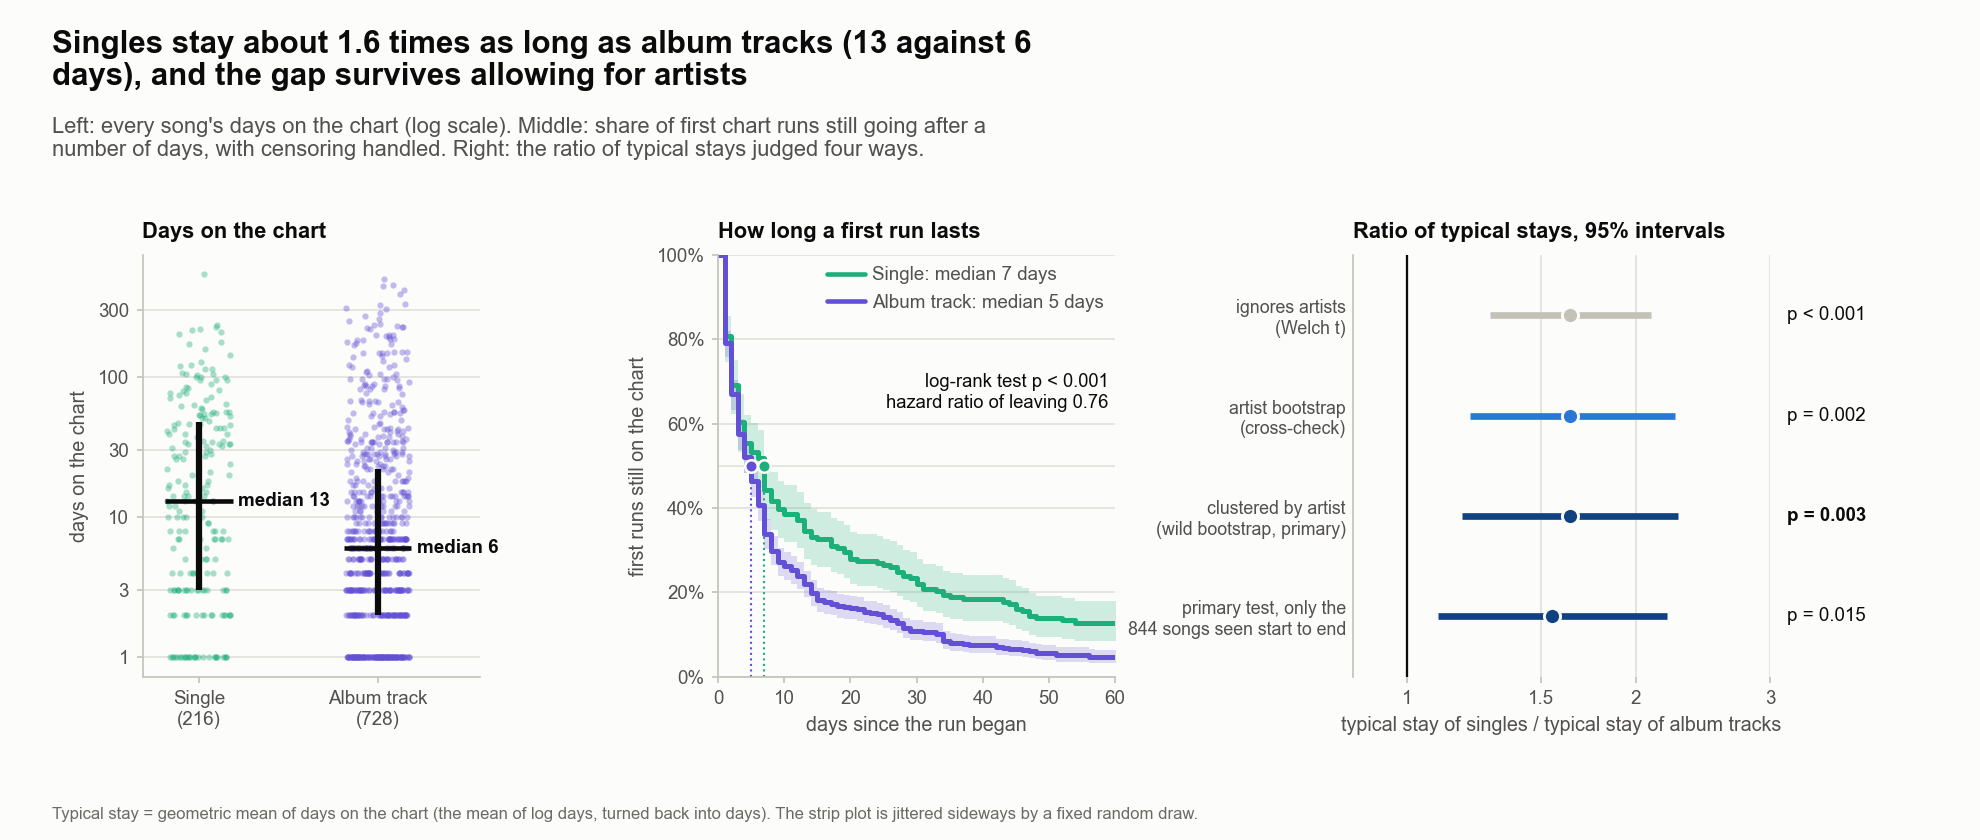 Singles stay about 1.6 times as long as album tracks (13 against 6
days), and the gap survives allowing for artists
Left: every song's days on the chart (log scale). Middle: share of first chart runs still going after a
number of days, with censoring handled. Right: the ratio of typical stays judged four ways.
Days on the chart
days on the chart
300
100
30
10
3
1
median 13
median 6
Single
(216)
Album track
(728)
How long a first run lasts
first runs still on the chart
100%
80%
60%
40%
20%
0%
Single: median 7 days
Album track: median 5 days
log-rank test p < 0.001
hazard ratio of leaving 0.76
0
10
20
30
40
50
60
days since the run began
Ratio of typical stays, 95% intervals
ignores artists
(Welch t)
p < 0.001
artist bootstrap
(cross-check)
p = 0.002
clustered by artist
(wild bootstrap, primary)
p = 0.003
primary test, only the
844 songs seen start to end
p = 0.015
1
1.5
2
3
typical stay of singles / typical stay of album tracks
Typical stay = geometric mean of days on the chart (the mean of log days, turned back into days). The strip plot is jittered sideways by a fixed random draw.